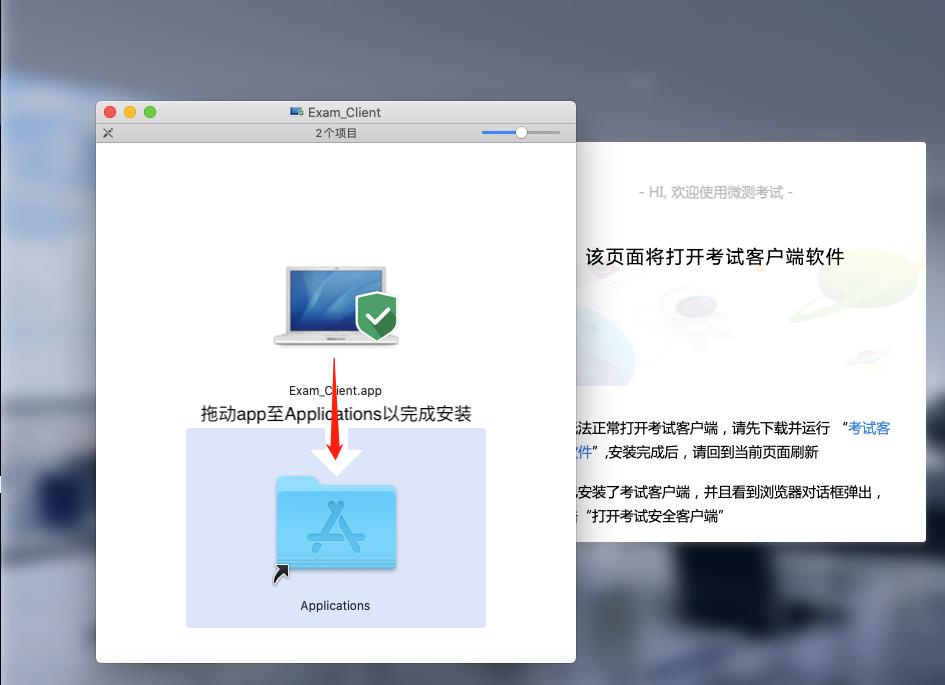 Exam_Client
2个项目
Exam_Client.app
拖动app至Applications以完成安装
Applications
- HI, 欢迎使用微测考试 -
该页面将打开考试客户端软件
法正常打开考试客户端，请先下载并运行 “考试客
件”,安装完成后，请回到当前页面刷新
安装了考试客户端，并且看到浏览器对话框弹出，
“打开考试安全客户端”